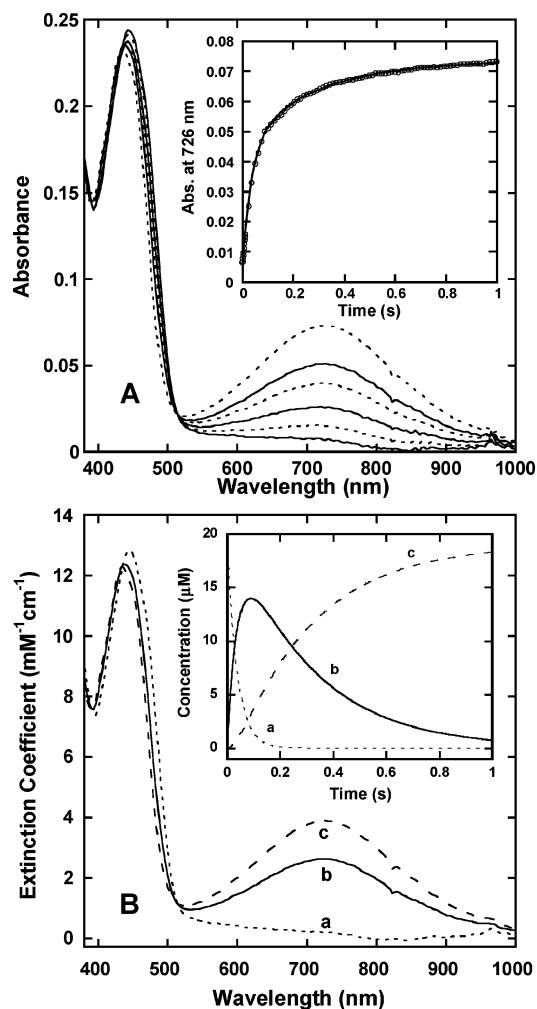 0.25
0.20
0.15
0.1
0.05
0
Absorbance
A
400 500 600 700 800 900 1000
Wavelength (nm)
0.08
0.07
0.06
0.05
0.04
0.03
0.02
0.01
0
Abs. at 726 nm
0 0.2 0.4 0.6 0.8 1
Time (s)
14
12
10
8
6
4
2
0
Extinction Coefficient (mM⁻¹cm⁻¹)
B
c
b
a
400 500 600 700 800 900 1000
Wavelength (nm)
20
15
10
5
0
Concentration (μM)
c
b
a
0 0.2 0.4 0.6 0.8 1
Time (s)